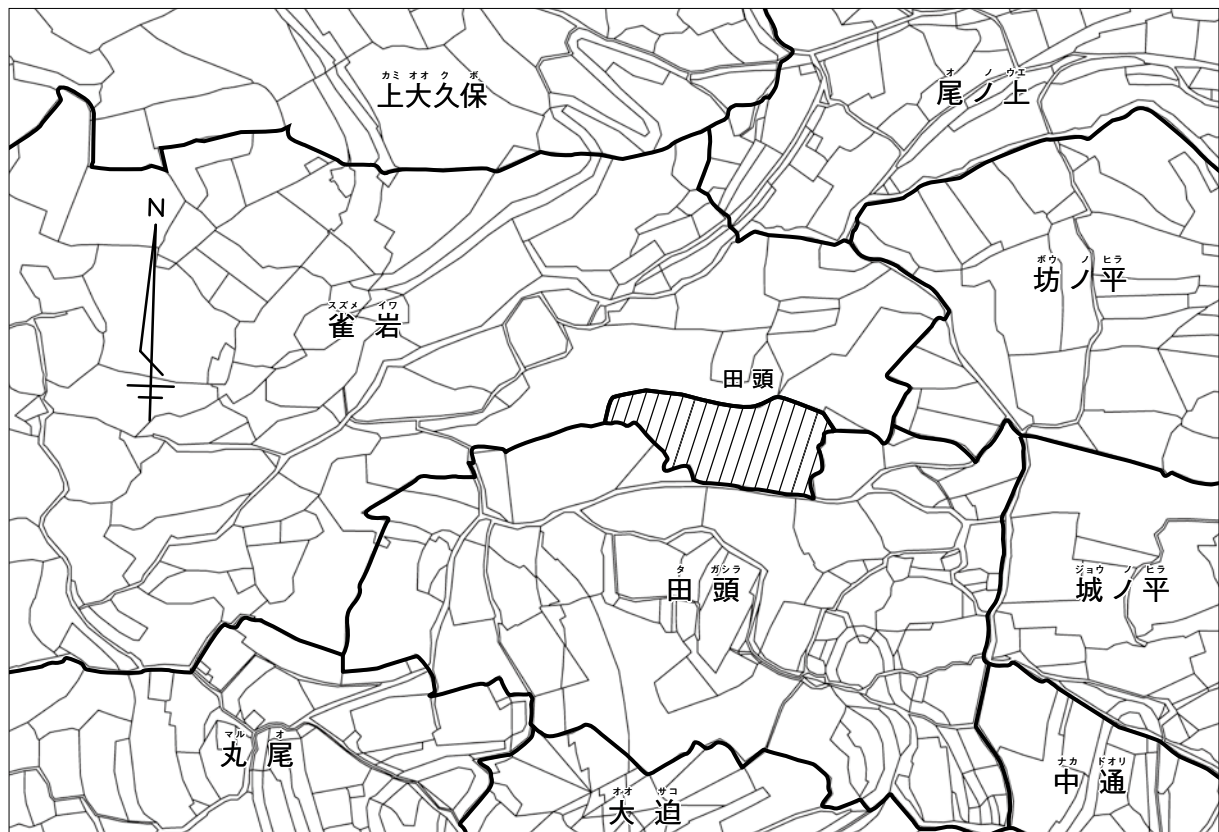 カミ オオ ク ボ
上大久保
オ ノ ウエ
尾ノ上
N
ボウ ノ ヒラ
坊ノ平
スズメ イワ
雀岩
田頭
タ ガシラ
田頭
ジョウ ノ ヒラ
城ノ平
マル オ
丸尾
ナカ ドオリ
中通
オオ サコ
大迫